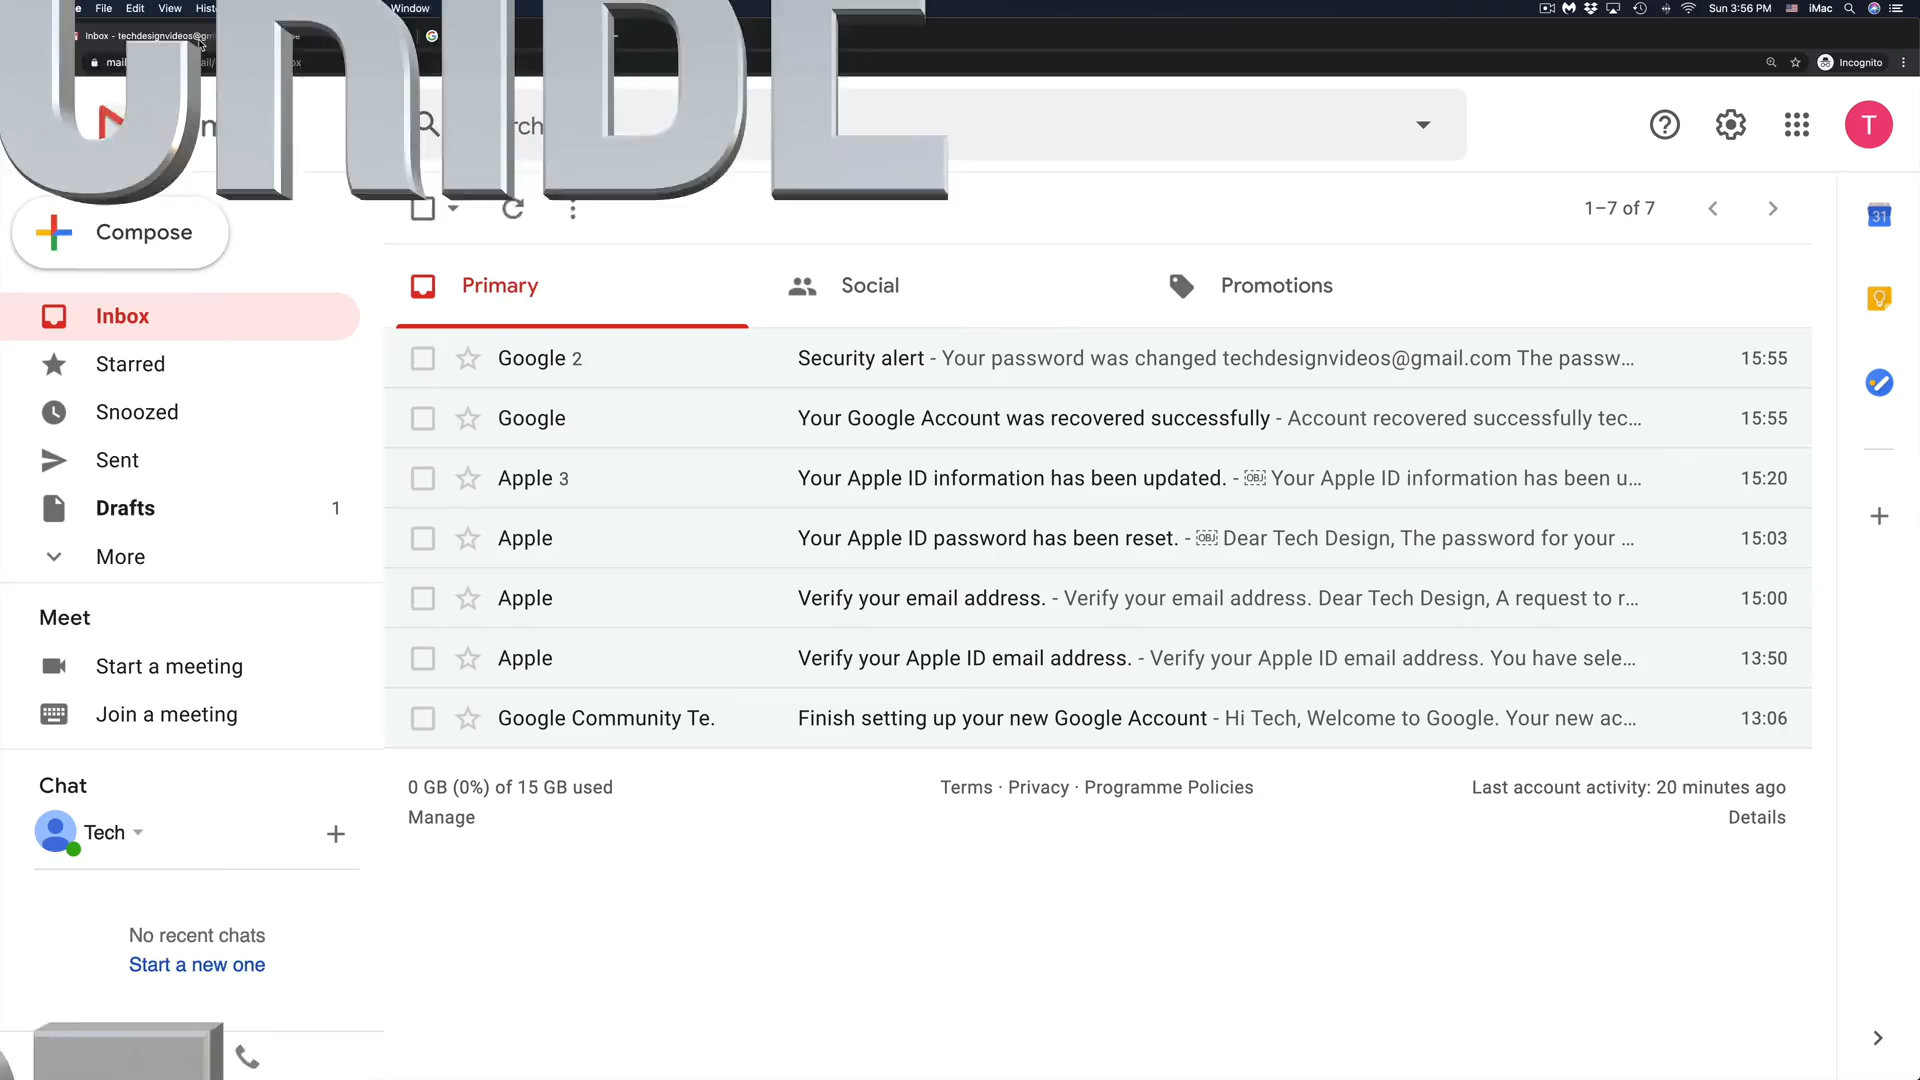 File Edit View Hist Window
Sun 3:56 PM iMac
Inbox - techdesignvideos@gm
mail
Incognito
T
1–7 of 7
31
Compose
Primary Social Promotions
Inbox
Starred
Snoozed
Sent
Drafts 1
More
Google 2 Security alert - Your password was changed techdesignvideos@gmail.com The passw... 15:55
Google Your Google Account was recovered successfully - Account recovered successfully tec... 15:55
Apple 3 Your Apple ID information has been updated. - OBJ Your Apple ID information has been u... 15:20
Apple Your Apple ID password has been reset. - OBJ Dear Tech Design, The password for your ... 15:03
Apple Verify your email address. - Verify your email address. Dear Tech Design, A request to r... 15:00
Apple Verify your Apple ID email address. - Verify your Apple ID email address. You have sele... 13:50
Google Community Te. Finish setting up your new Google Account - Hi Tech, Welcome to Google. Your new ac... 13:06
Meet
Start a meeting
Join a meeting
0 GB (0%) of 15 GB used
Manage
Terms · Privacy · Programme Policies
Last account activity: 20 minutes ago
Details
Chat
Tech
No recent chats
Start a new one